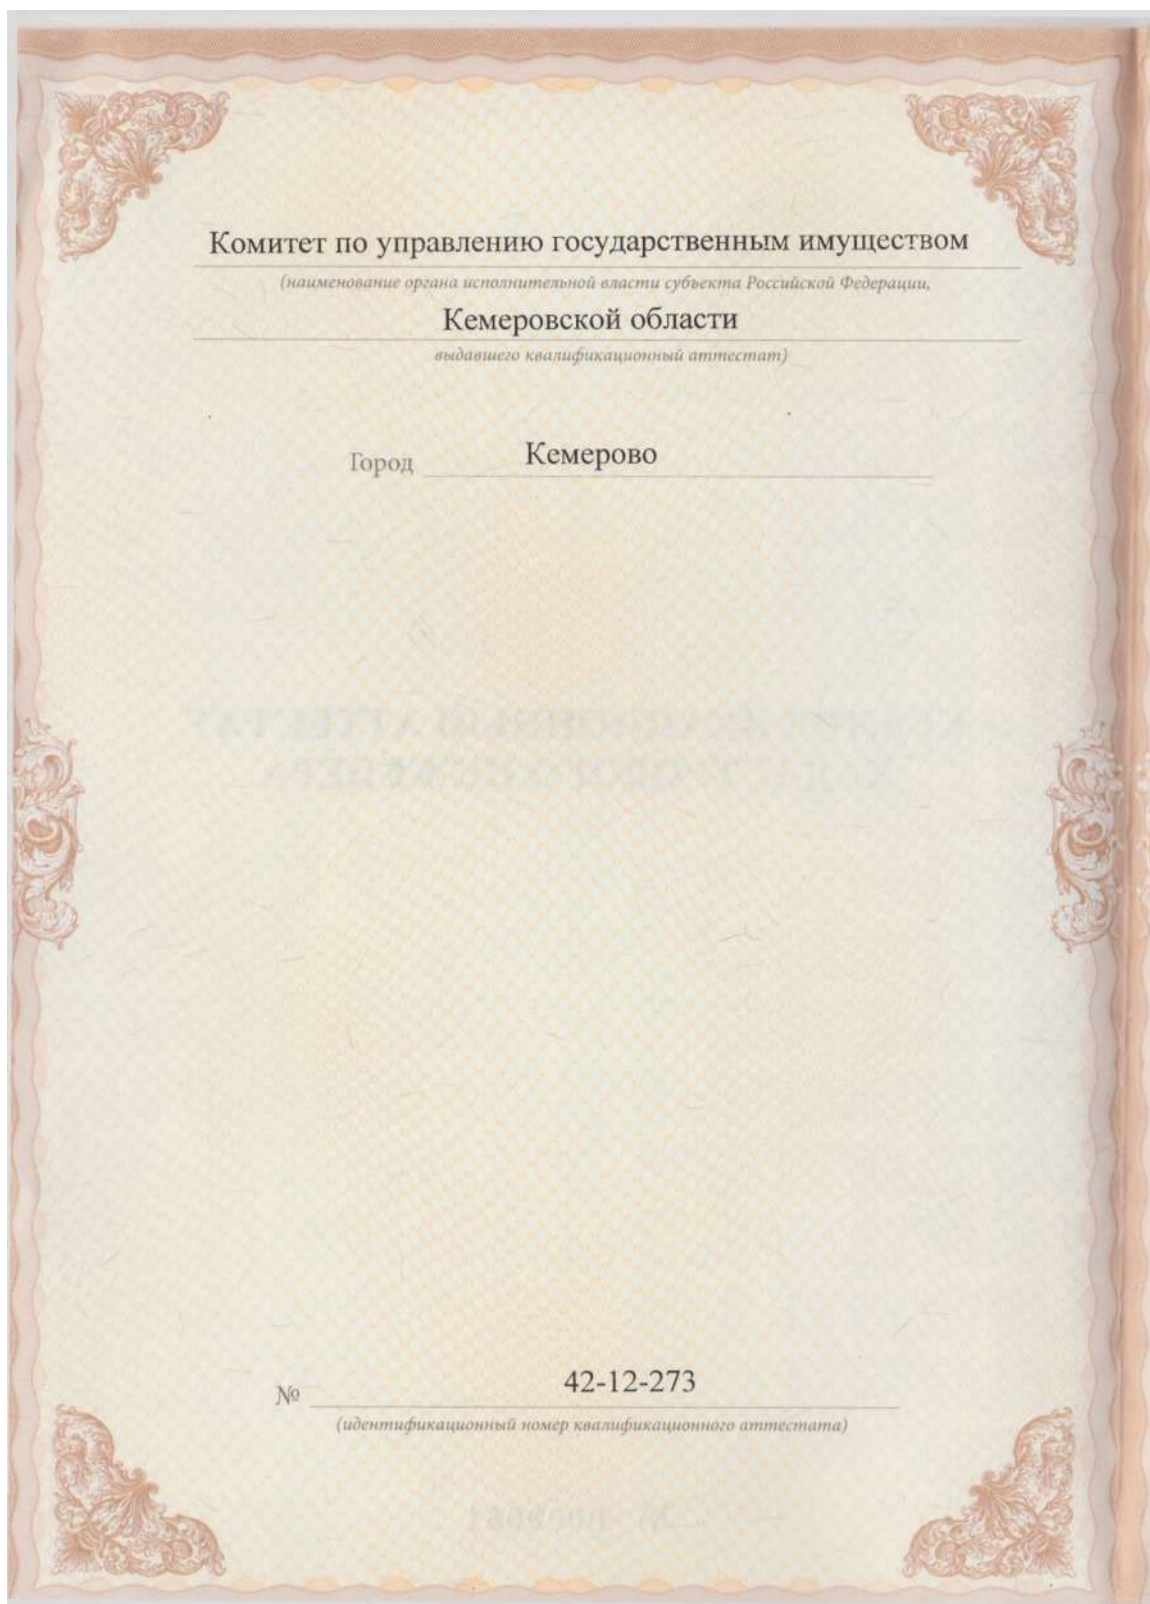 Комитет по управлению государственным имуществом
(наименование органа исполнительной власти субъекта Российской Федерации,
Кемеровской области
выдавшего квалификационный аттестат)
Город Кемерово
№ 42-12-273
(идентификационный номер квалификационного аттестата)